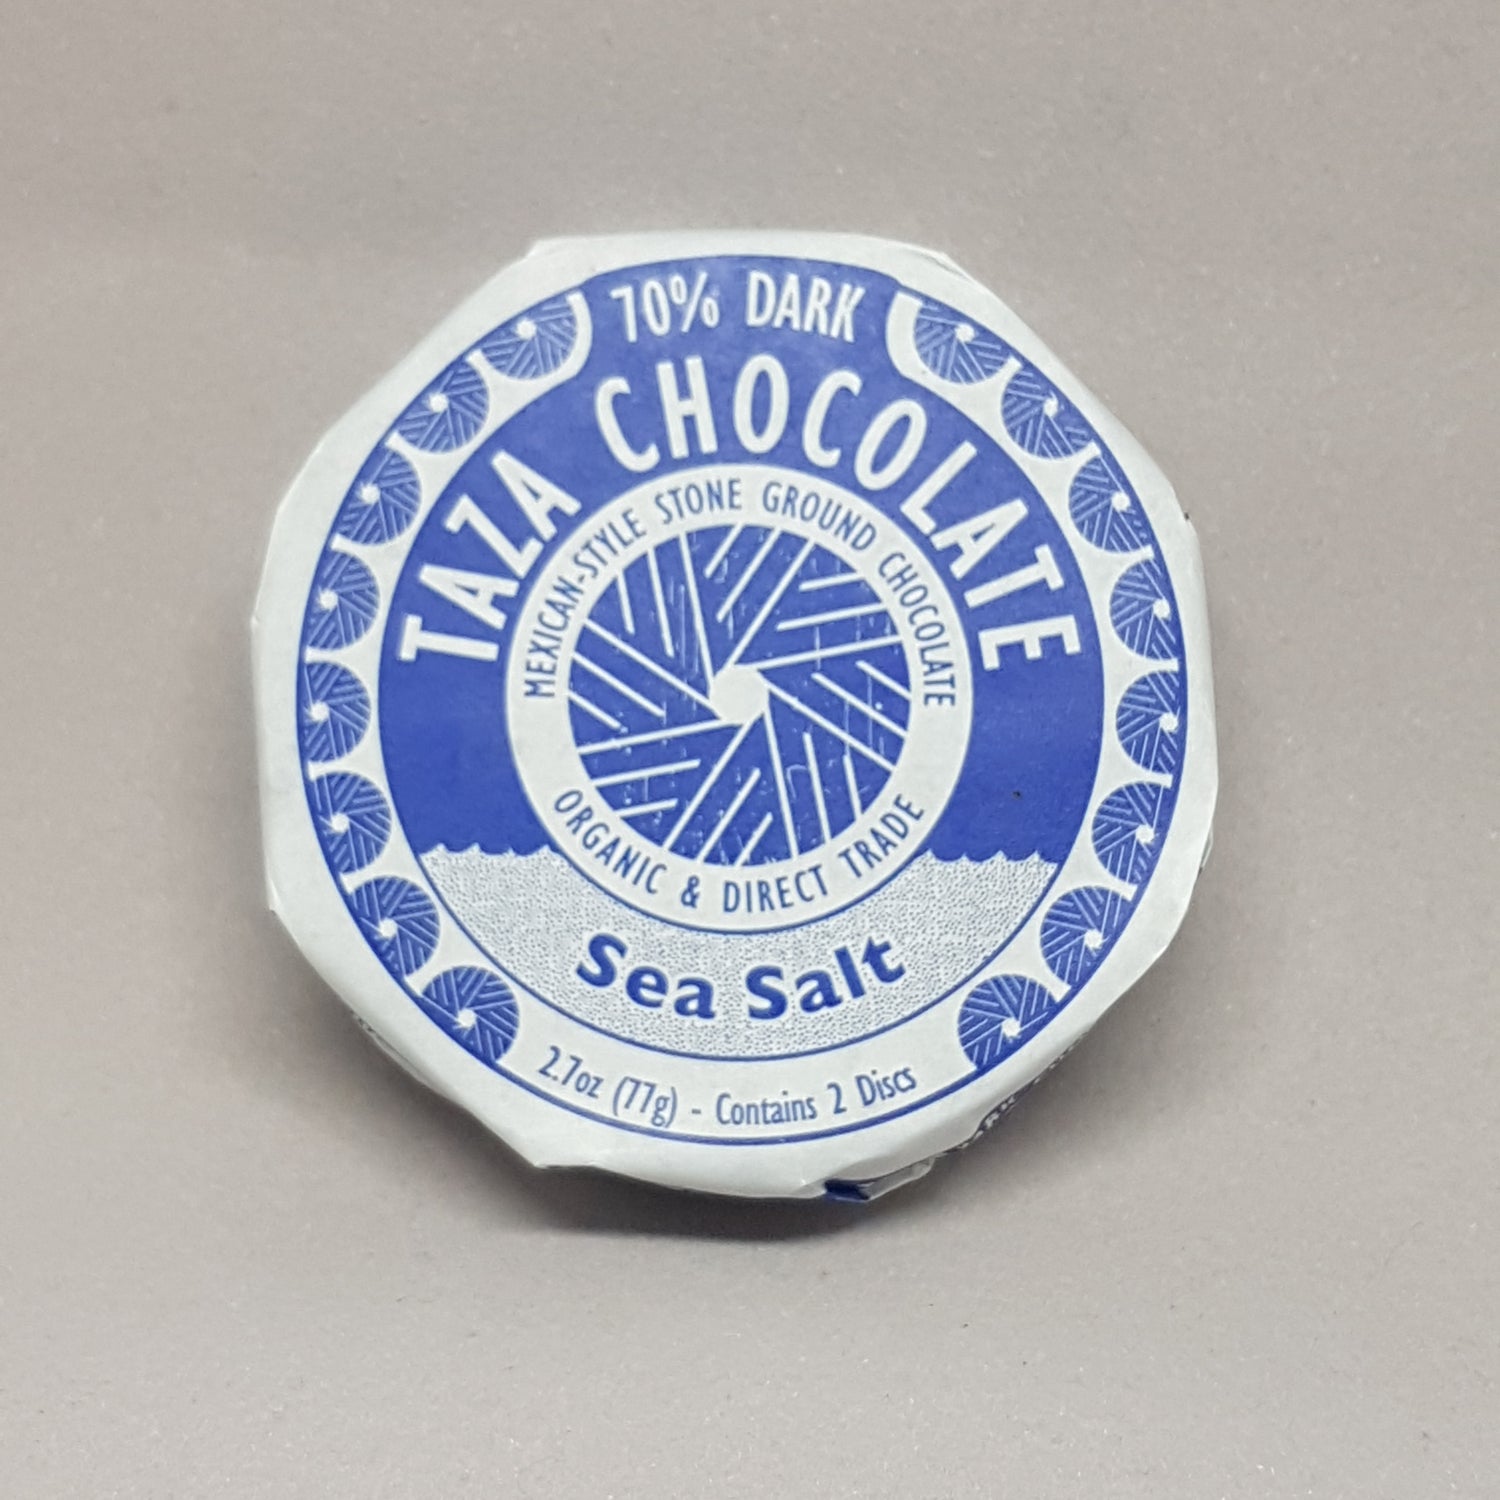 70% DARK
TAZA CHOCOLATE
MEXICAN-STYLE STONE GROUND CHOCOLATE
ORGANIC & DIRECT TRADE
Sea Salt
2.7oz (77g) - Contains 2 Discs